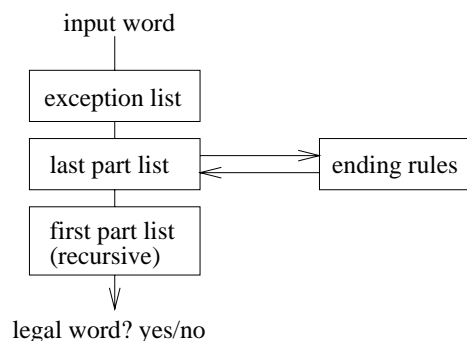 input word
exception list
last part list
ending rules
first part list
(recursive)
legal word? yes/no